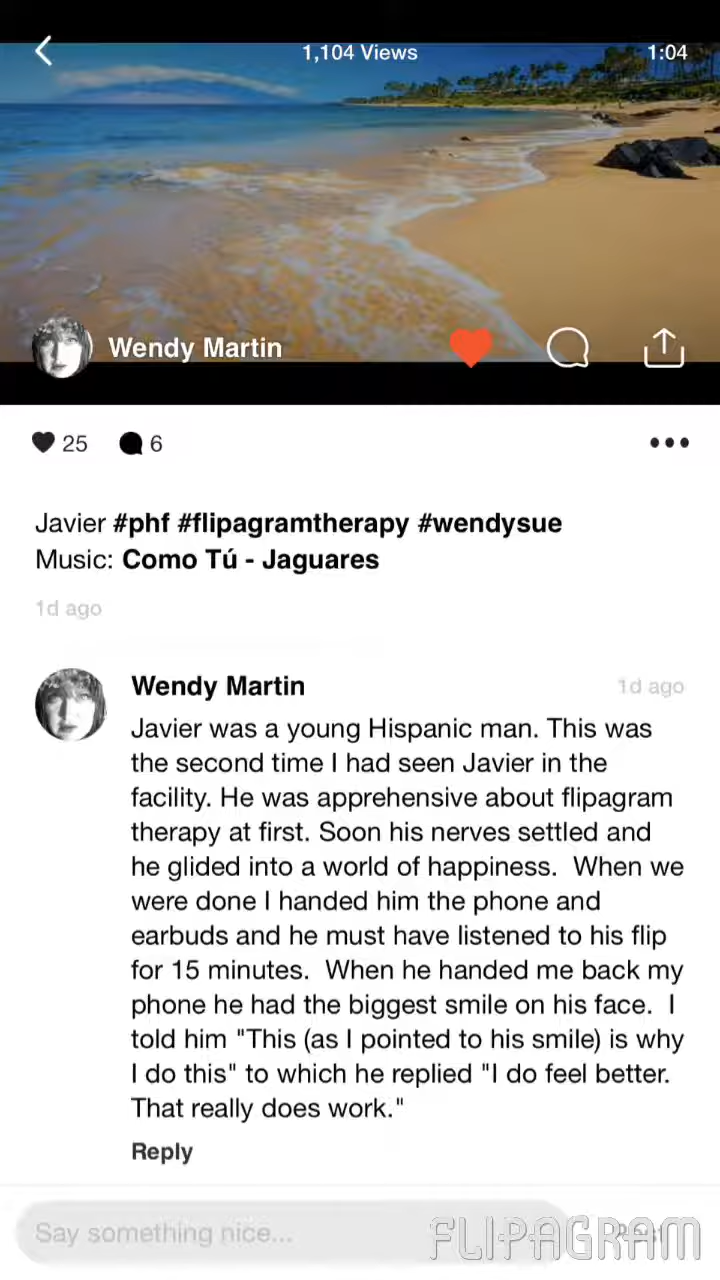 1,104 Views
1:04
Wendy Martin
25
6
Javier #phf #flipagramtherapy #wendysue
Music: Como Tú - Jaguares
1d ago
Wendy Martin
1d ago
Javier was a young Hispanic man. This was
the second time I had seen Javier in the
facility. He was apprehensive about flipagram
therapy at first. Soon his nerves settled and
he glided into a world of happiness.  When we
were done I handed him the phone and
earbuds and he must have listened to his flip
for 15 minutes.  When he handed me back my
phone he had the biggest smile on his face.  I
told him "This (as I pointed to his smile) is why
I do this" to which he replied "I do feel better.
That really does work."
Reply
Say something nice...
FLIPAGRAM